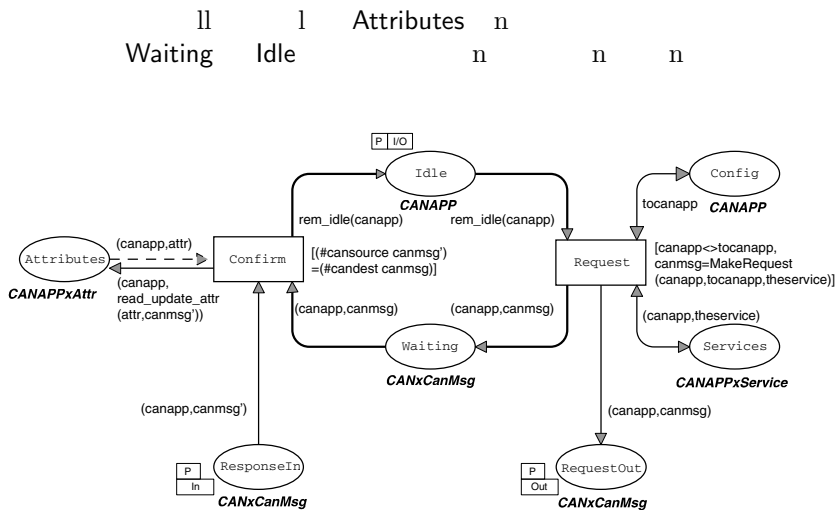 ll l Attributes n
Waiting Idle n n n
P I/O
Idle
CANAPP
Config
CANAPP
rem_idle(canapp)
rem_idle(canapp)
tocanapp
Attributes
CANAPPxAttr
(canapp,attr)
(canapp,
read_update_attr
(attr,canmsg'))
Confirm
[(#cansource canmsg')
=(#candest canmsg)]
Request
[canapp<>tocanapp,
canmsg=MakeRequest
(canapp,tocanapp,theservice)]
(canapp,canmsg)
(canapp,canmsg)
(canapp,theservice)
Waiting
CANxCanMsg
Services
CANAPPxService
(canapp,canmsg')
(canapp,canmsg)
P
In
ResponseIn
CANxCanMsg
P
Out
RequestOut
CANxCanMsg